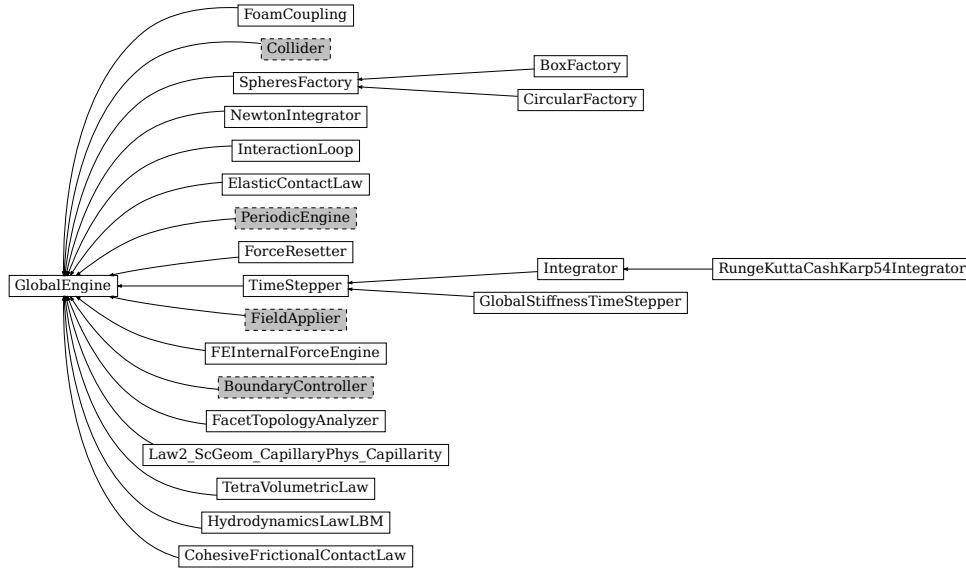 FoamCoupling
Collider
BoxFactory
SpheresFactory
CircularFactory
NewtonIntegrator
InteractionLoop
ElasticContactLaw
PeriodicEngine
ForceResetter
Integrator
RungeKuttaCashKarp54Integrator
GlobalEngine
TimeStepper
GlobalStiffnessTimeStepper
FieldApplier
FEInternalForceEngine
BoundaryController
FacetTopologyAnalyzer
Law2_ScGeom_CapillaryPhys_Capillarity
TetraVolumetricLaw
HydrodynamicsLawLBM
CohesiveFrictionalContactLaw